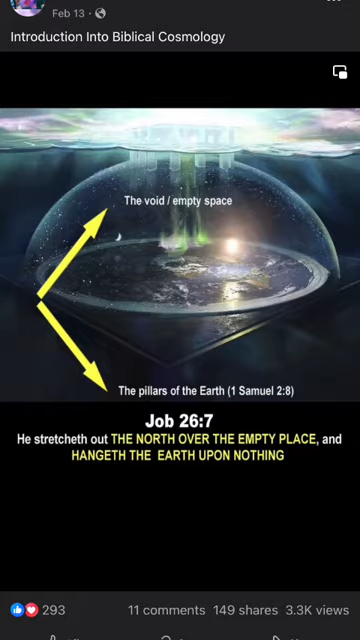 Feb 13 ·
Introduction Into Biblical Cosmology
The void / empty space
The pillars of the Earth (1 Samuel 2:8)
Job 26:7
He stretcheth out THE NORTH OVER THE EMPTY PLACE, and
HANGETH THE EARTH UPON NOTHING
293 11 comments 149 shares 3.3K views